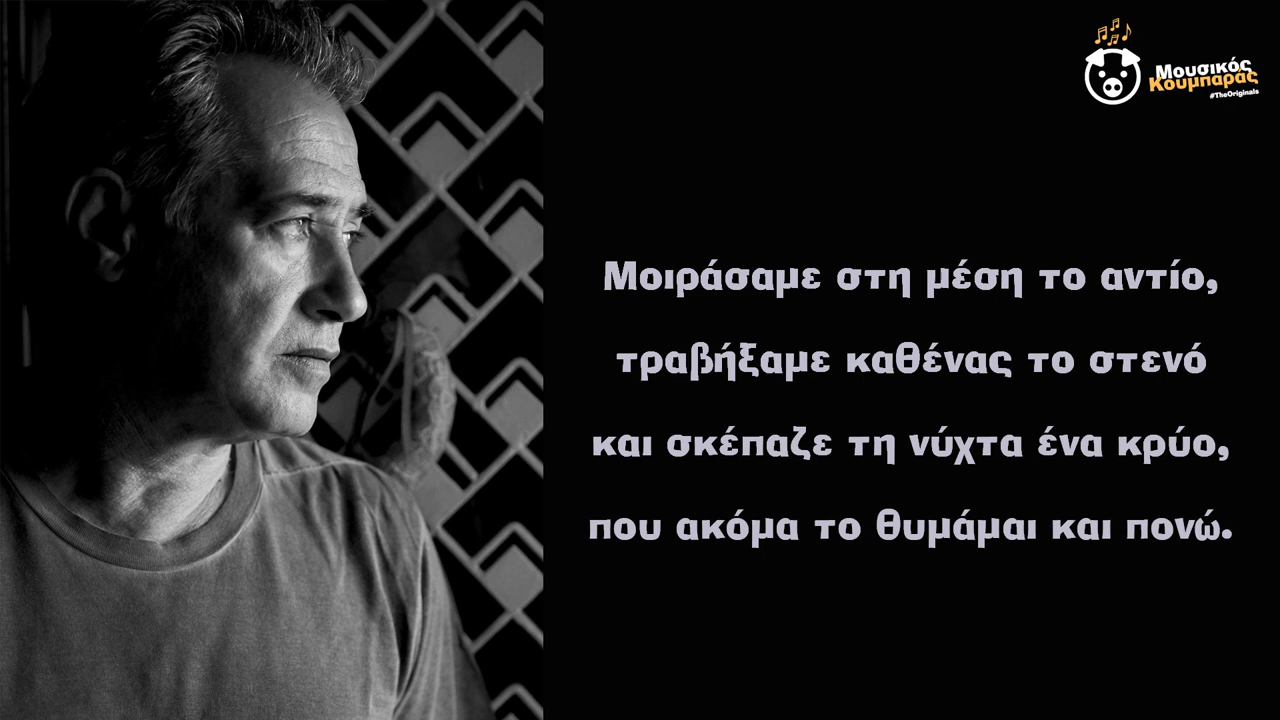 Μουσικός
Κουμπαράς
#TheOriginals
Μοιράσαμε στη μέση το αντίο,
τραβήξαμε καθένας το στενό
και σκέπαζε τη νύχτα ένα κρύο,
που ακόμα το θυμάμαι και πονώ.